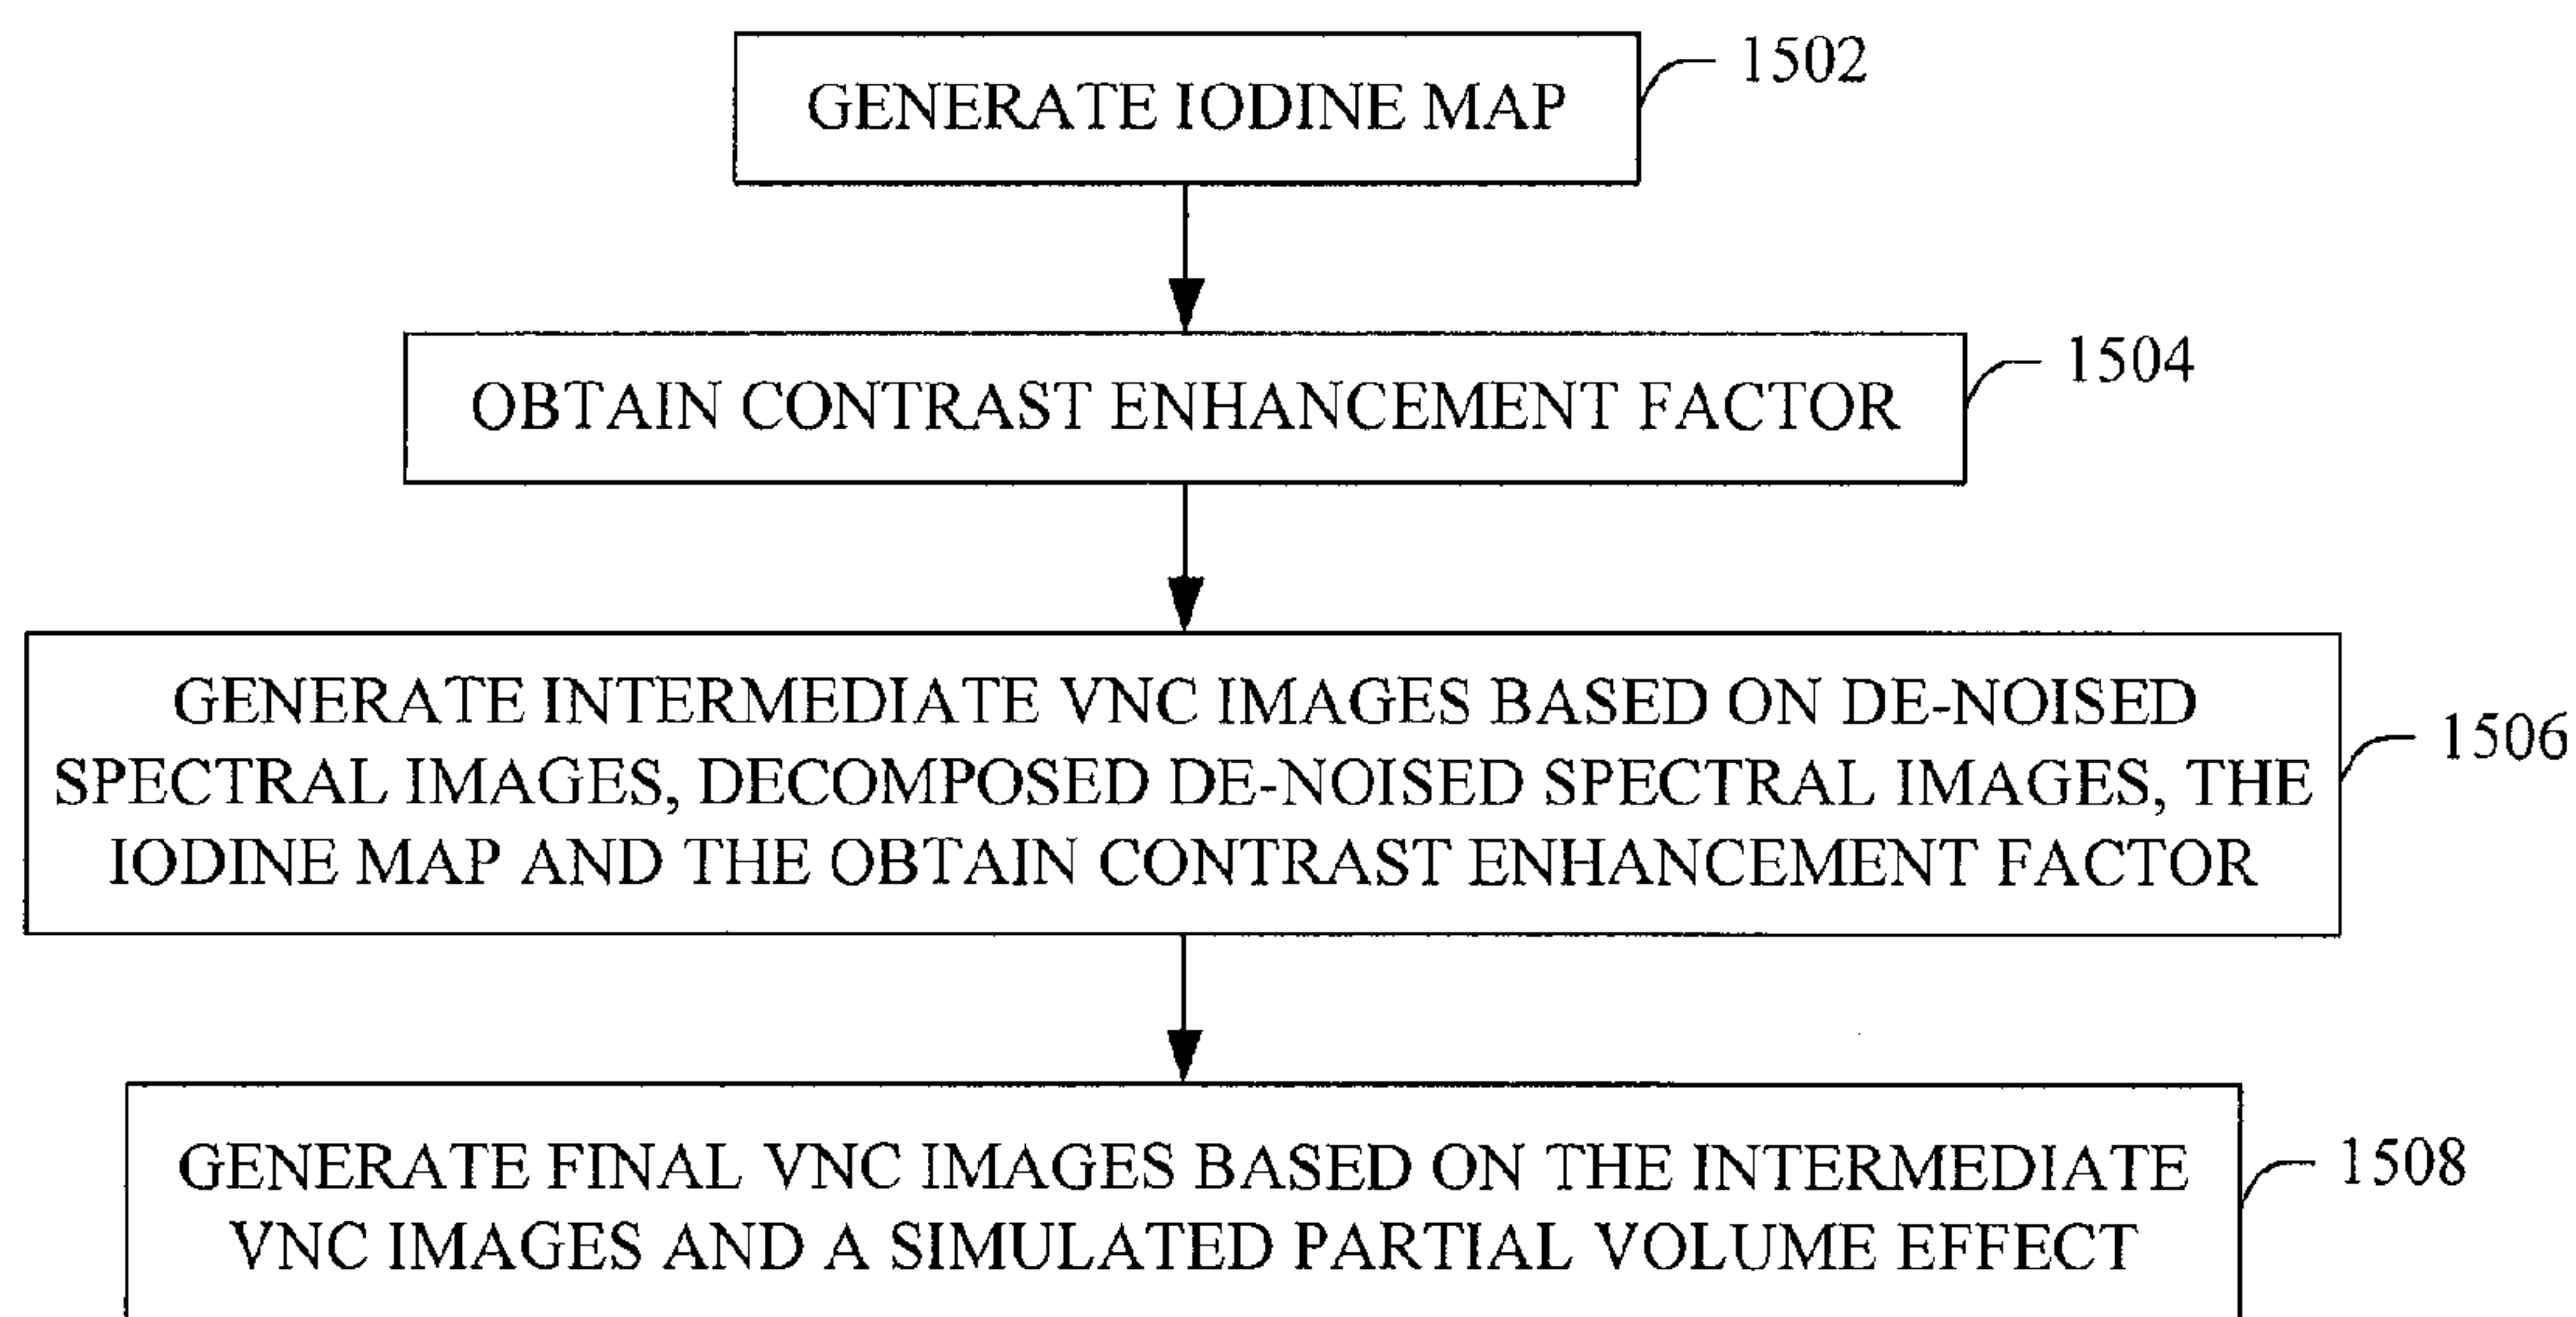 GENERATE IODINE MAP
1502
OBTAIN CONTRAST ENHANCEMENT FACTOR
1504
GENERATE INTERMEDIATE VNC IMAGES BASED ON DE-NOISED
SPECTRAL IMAGES, DECOMPOSED DE-NOISED SPECTRAL IMAGES, THE
IODINE MAP AND THE OBTAIN CONTRAST ENHANCEMENT FACTOR
1506
GENERATE FINAL VNC IMAGES BASED ON THE INTERMEDIATE
VNC IMAGES AND A SIMULATED PARTIAL VOLUME EFFECT
1508